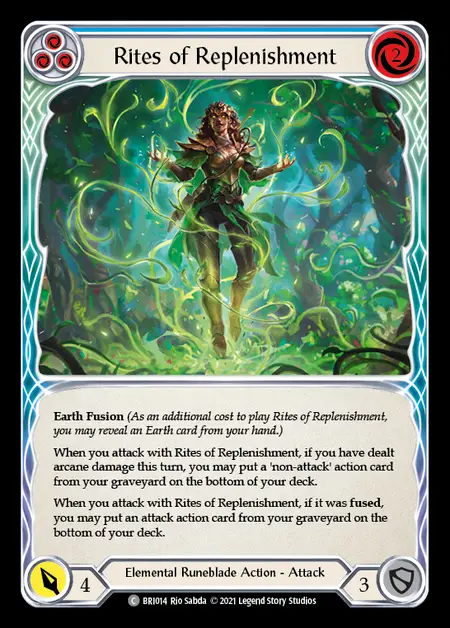 Rites of Replenishment
2
Earth Fusion (As an additional cost to play Rites of Replenishment,
you may reveal an Earth card from your hand.)
When you attack with Rites of Replenishment, if you have dealt
arcane damage this turn, you may put a 'non-attack' action card
from your graveyard on the bottom of your deck.
When you attack with Rites of Replenishment, if it was fused,
you may put an attack action card from your graveyard on the
bottom of your deck.
4
Elemental Runeblade Action - Attack
3
C BRI014 Rio Sabda © 2021 Legend Story Studios